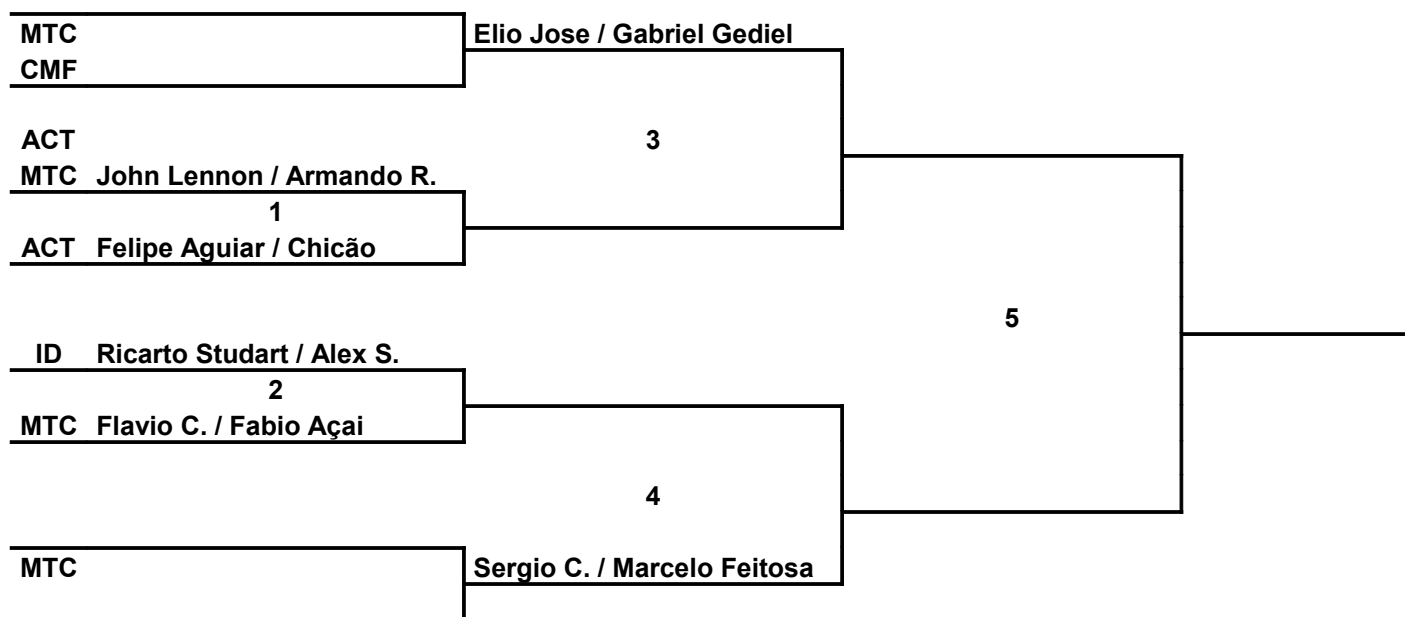 MTC Elio Jose / Gabriel Gediel
CMF
ACT 3
MTC John Lennon / Armando R.
1
ACT Felipe Aguiar / Chicão
5
ID Ricarto Studart / Alex S.
2
MTC Flavio C. / Fabio Açai
4
MTC Sergio C. / Marcelo Feitosa